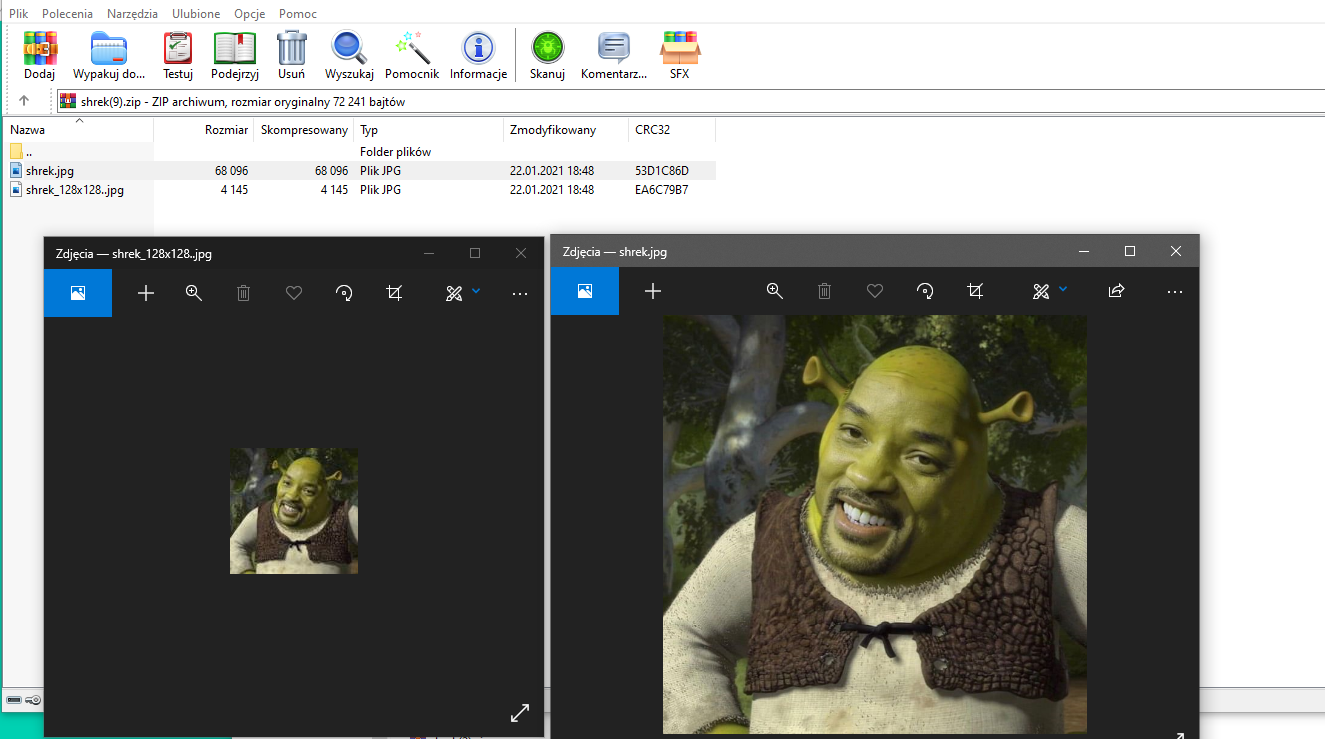 Plik Polecenia Narzędzia Ulubione Opcje Pomoc
Dodaj Wypakuj do... Testuj Podejrzyj Usuń Wyszukaj Pomocnik Informacje Skanuj Komentarz... SFX
shrek(9).zip - ZIP archiwum, rozmiar oryginalny 72 241 bajtów
Nazwa Rozmiar Skompresowany Typ Zmodyfikowany CRC32
.. Folder plików
shrek.jpg 68 096 68 096 Plik JPG 22.01.2021 18:48 53D1C86D
shrek_128x128..jpg 4 145 4 145 Plik JPG 22.01.2021 18:48 EA6C79B7
Zdjęcia — shrek_128x128..jpg
Zdjęcia — shrek.jpg